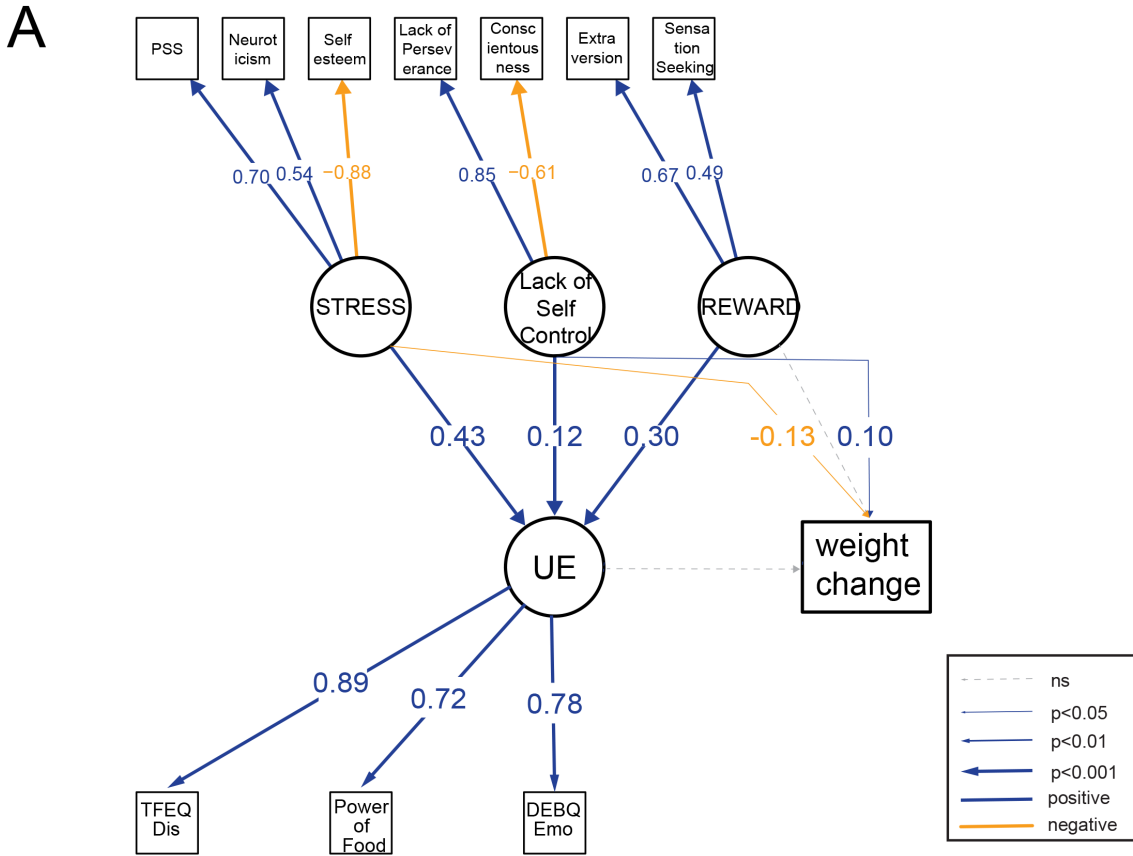 A
PSS
Neurot
icism
Self
esteem
Lack of
Persev
erance
Consc
ientous
ness
Extra
version
Sensa
tion
Seeking
0.70
0.54
−0.88
0.85
−0.61
0.67
0.49
STRESS
Lack of
Self
Control
REWARD
0.43
0.12
0.30
-0.13
0.10
UE
weight
change
0.89
0.72
0.78
TFEQ
Dis
Power
of
Food
DEBQ
Emo
ns
p<0.05
p<0.01
p<0.001
positive
negative